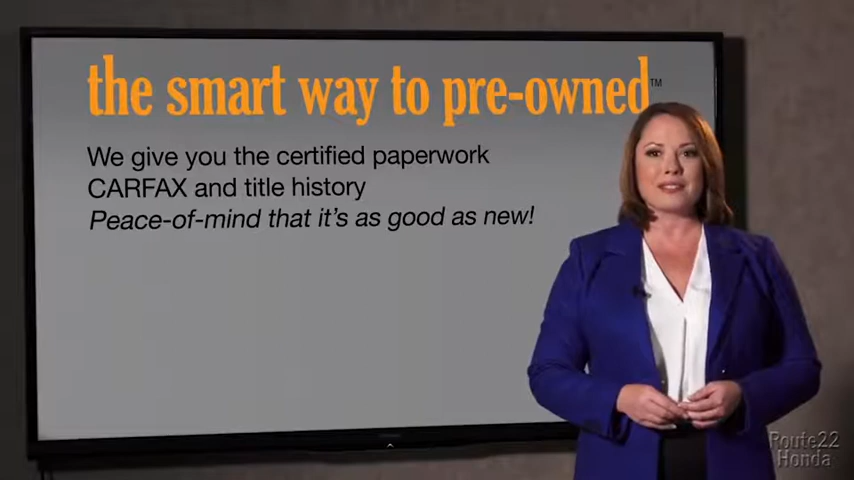 the smart way to pre-owned™
We give you the certified paperwork
CARFAX and title history
Peace-of-mind that it's as good as new!
Route22
Honda